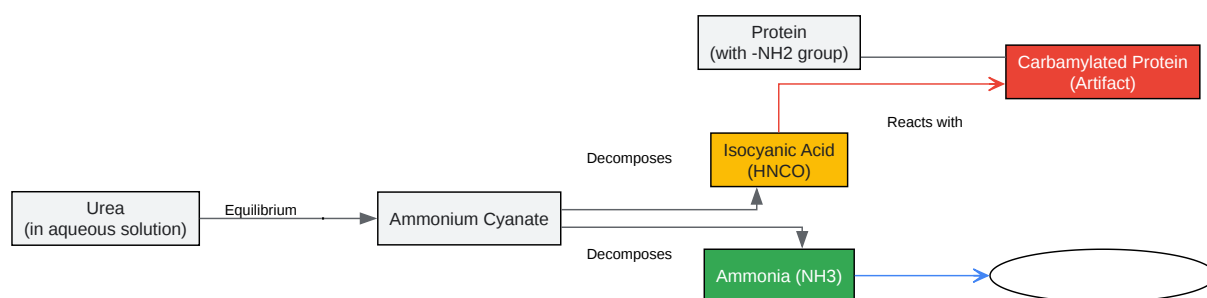 Protein
(with -NH2 group)
Carbamylated Protein
(Artifact)
Reacts with
Isocyanic Acid
(HNCO)
Decomposes
Urea
(in aqueous solution)
Equilibrium
Ammonium Cyanate
Decomposes
Ammonia (NH3)